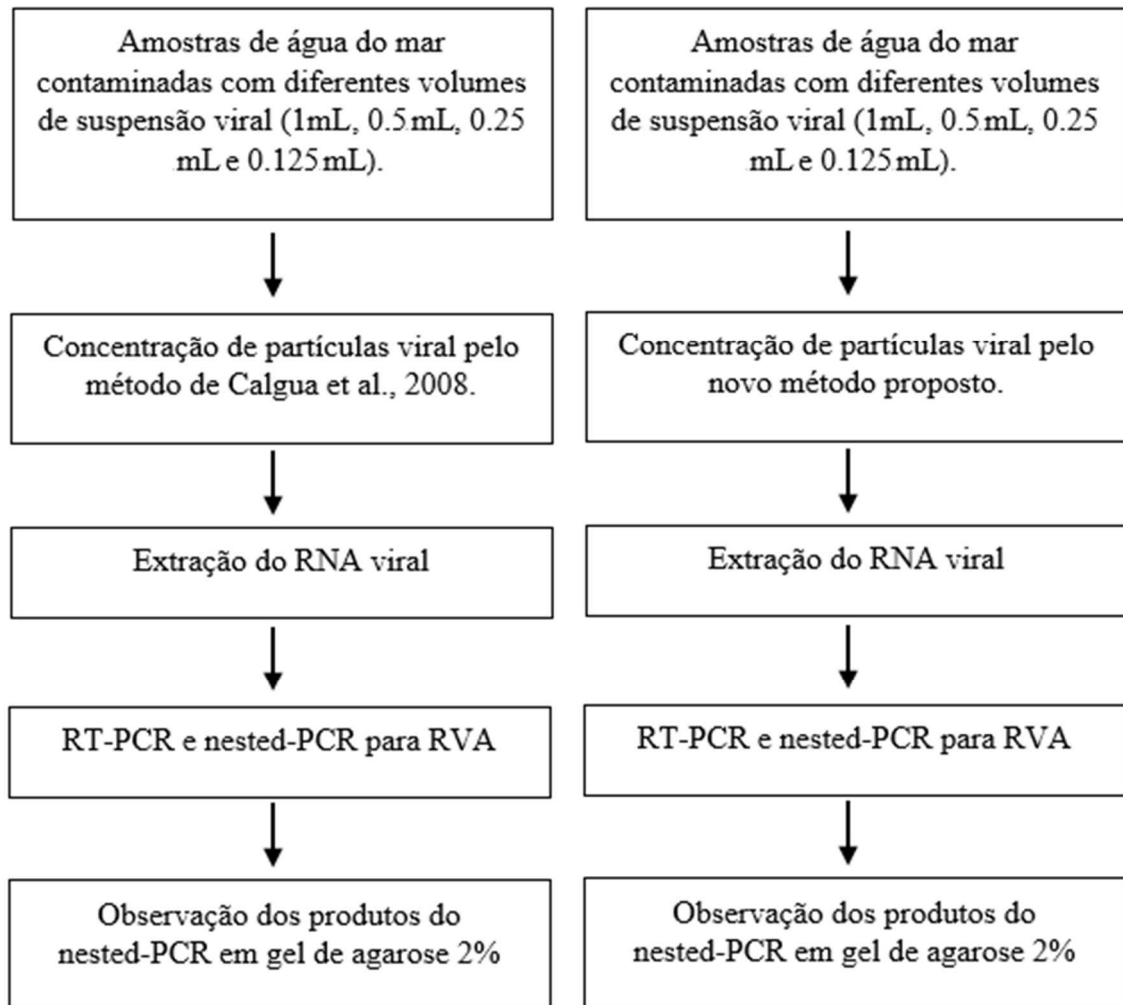 Amostras de água do mar
contaminadas com diferentes volumes
de suspensão viral (1mL, 0.5 mL, 0.25
mL e 0.125 mL).
Concentração de partículas viral pelo
método de Calgua et al., 2008.
Extração do RNA viral
RT-PCR e nested-PCR para RVA
Observação dos produtos do
nested-PCR em gel de agarose 2%
Amostras de água do mar
contaminadas com diferentes volumes
de suspensão viral (1mL, 0.5 mL, 0.25
mL e 0.125 mL).
Concentração de partículas viral pelo
novo método proposto.
Extração do RNA viral
RT-PCR e nested-PCR para RVA
Observação dos produtos do
nested-PCR em gel de agarose 2%